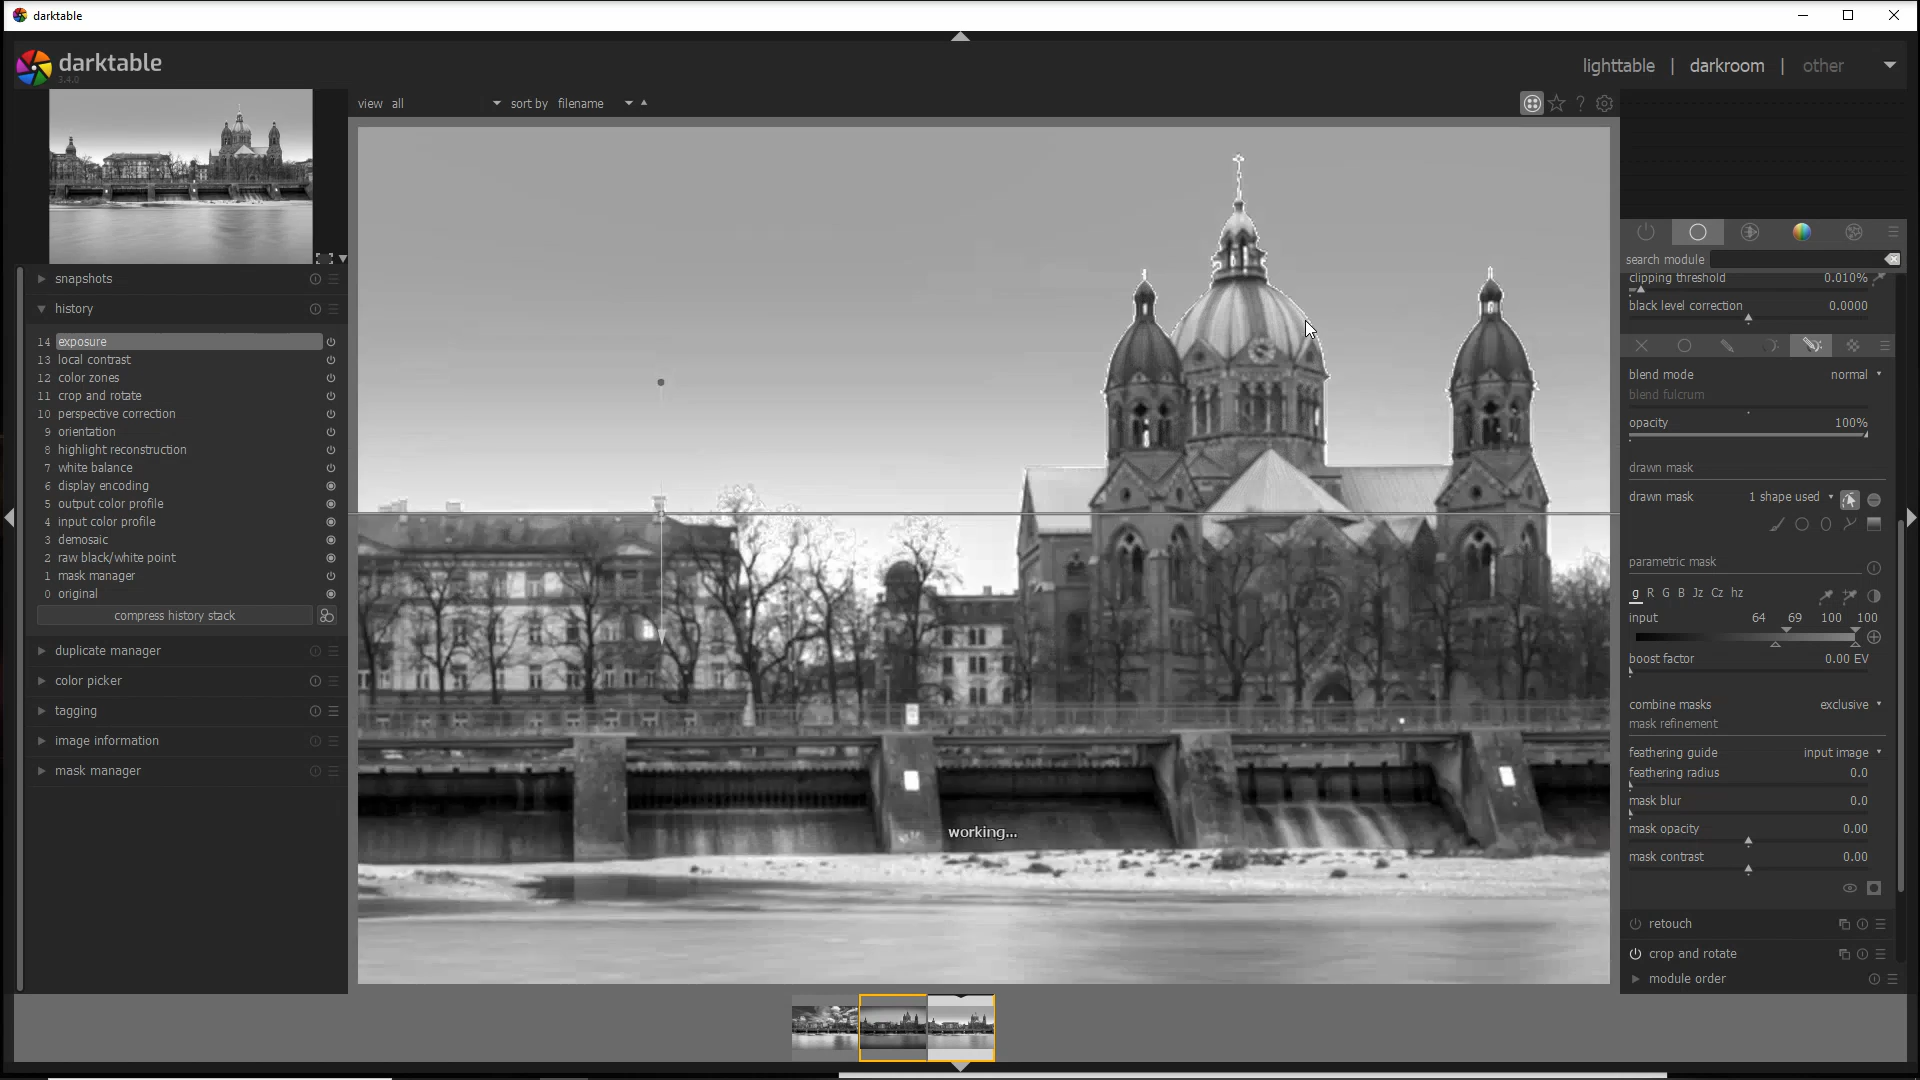 darktable
darktable
3.4.0
lighttable | darkroom | other
view all
sort by filename
snapshots
history
14 exposure
13 local contrast
12 color zones
11 crop and rotate
10 perspective correction
9 orientation
8 highlight reconstruction
7 white balance
6 display encoding
5 output color profile
4 input color profile
3 demosaic
2 raw black/white point
1 mask manager
0 original
compress history stack
duplicate manager
color picker
tagging
image information
mask manager
working...
search module
clipping threshold 0.010%
black level correction 0.0000
blend mode normal
blend fulcrum
opacity 100%
drawn mask
drawn mask 1 shape used
parametric mask
g R G B Jz Cz hz
input 64 69 100 100
boost factor 0.00 EV
combine masks exclusive
mask refinement
feathering guide input image
feathering radius 0.0
mask blur 0.0
mask opacity 0.00
mask contrast 0.00
retouch
crop and rotate
module order